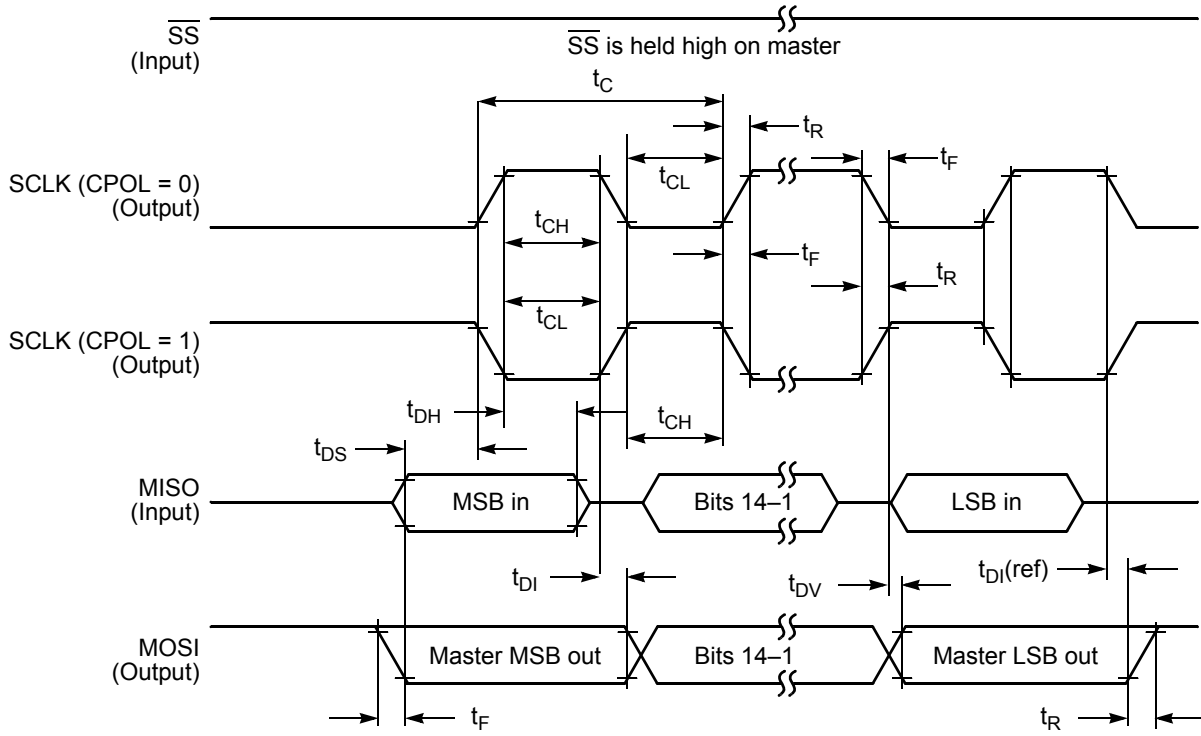 SS
(Input)
SS is held high on master
tC
tR
tF
SCLK (CPOL = 0)
(Output)
tCL
tCH
tF
tR
tCL
SCLK (CPOL = 1)
(Output)
tDH
tCH
tDS
MISO
(Input)
MSB in
Bits 14–1
LSB in
tDI
tDV
tDI(ref)
MOSI
(Output)
Master MSB out
Bits 14–1
Master LSB out
tF
tR